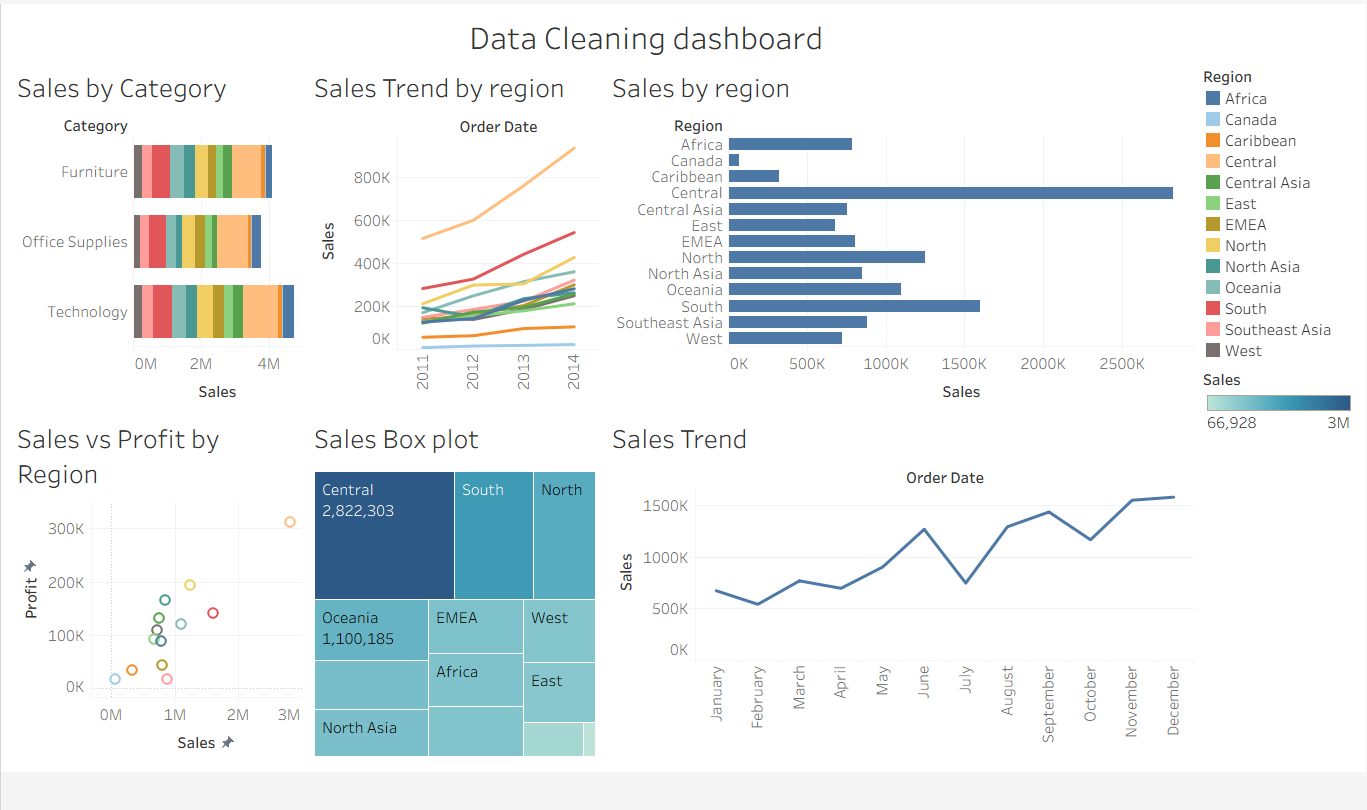 Data Cleaning dashboard
Sales by Category
Category
Furniture
Office Supplies
Technology
0M 2M 4M
Sales
Sales Trend by region
Order Date
Sales
800K
600K
400K
200K
0K
2011 2012 2013 2014
Sales by region
Region
Africa
Canada
Caribbean
Central
Central Asia
East
EMEA
North
North Asia
Oceania
South
Southeast Asia
West
0K 500K 1000K 1500K 2000K 2500K
Sales
Region
Africa
Canada
Caribbean
Central
Central Asia
East
EMEA
North
North Asia
Oceania
South
Southeast Asia
West
Sales
66,928 3M
Sales vs Profit by
Region
Profit
300K
200K
100K
0K
0M 1M 2M 3M
Sales
Sales Box plot
Central
2,822,303
South
North
Oceania
1,100,185
EMEA
West
Africa
East
North Asia
Sales Trend
Order Date
Sales
1500K
1000K
500K
0K
January February March April May June July August September October November December